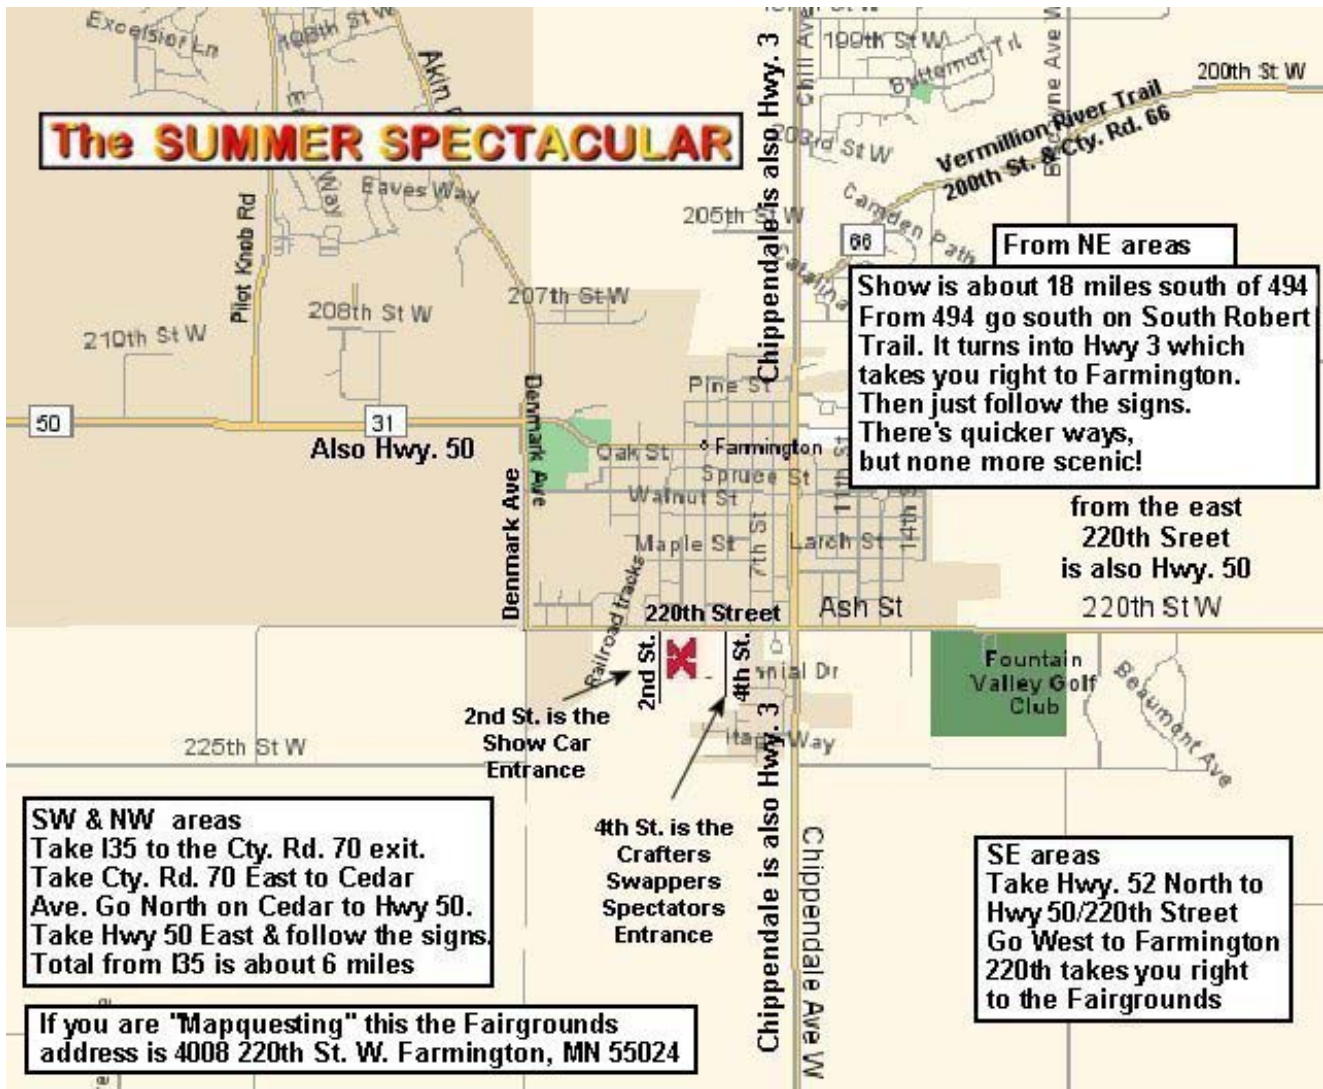 Excelsior Ln
198th St W
Akin
Chili Ave
199th St W
Butternut Trl
200th St W
The SUMMER SPECTACULAR
Vermillion River Trail
200th St. & Cty. Rd. 66
203rd St W
Way
Eaves Way
Pilot Knob Rd
Chippendale is also Hwy. 3
205th St W
Camden Path
66
Catalina
From NE areas
Show is about 18 miles south of 494
From 494 go south on South Robert
Trail. It turns into Hwy 3 which
takes you right to Farmington.
Then just follow the signs.
There's quicker ways,
but none more scenic!
207th St W
208th St W
210th St W
Pine St
50
31
Also Hwy. 50
Denmark Ave
Denmark Ave
Oak St
Farmington
Spruce St
Walnut St
11th St
14th S
7th St
Maple St
Larch St
from the east
220th Sreet
is also Hwy. 50
Railroad tracks
220th Street
Ash St
220th St W
2nd St.
4th St.
nnial Dr
Fountain
Valley Golf
Club
Beaumont Ave
2nd St. is the
Show Car
Entrance
225th St W
Way
Chippendale is also Hwy. 3
Chippendale Ave W
4th St. is the
Crafters
Swappers
Spectators
Entrance
SW & NW areas
Take I35 to the Cty. Rd. 70 exit.
Take Cty. Rd. 70 East to Cedar
Ave. Go North on Cedar to Hwy 50.
Take Hwy 50 East & follow the signs.
Total from I35 is about 6 miles
SE areas
Take Hwy. 52 North to
Hwy 50/220th Street
Go West to Farmington
220th takes you right
to the Fairgrounds
If you are "Mapquesting" this the Fairgrounds
address is 4008 220th St. W. Farmington, MN 55024